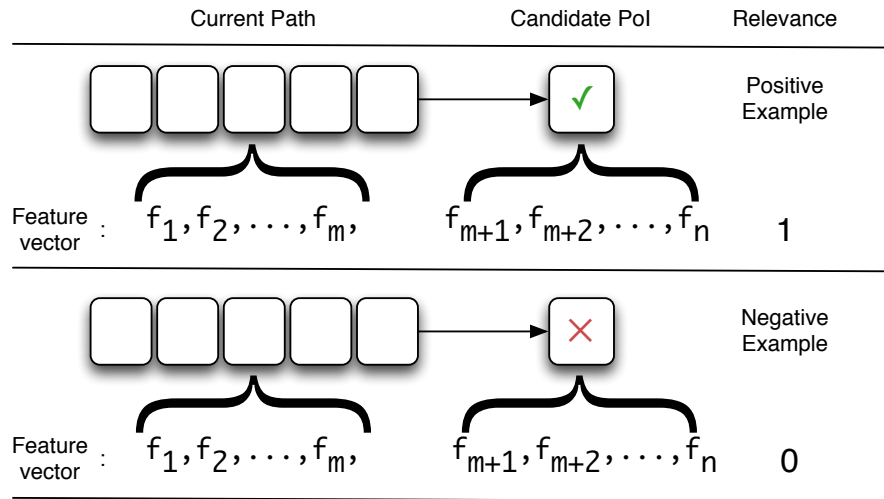 Current Path Candidate PoI Relevance
✓ Positive
Example
Feature
vector : f1,f2,...,fm, fm+1,fm+2,...,fn 1
✕ Negative
Example
Feature
vector : f1,f2,...,fm, fm+1,fm+2,...,fn 0